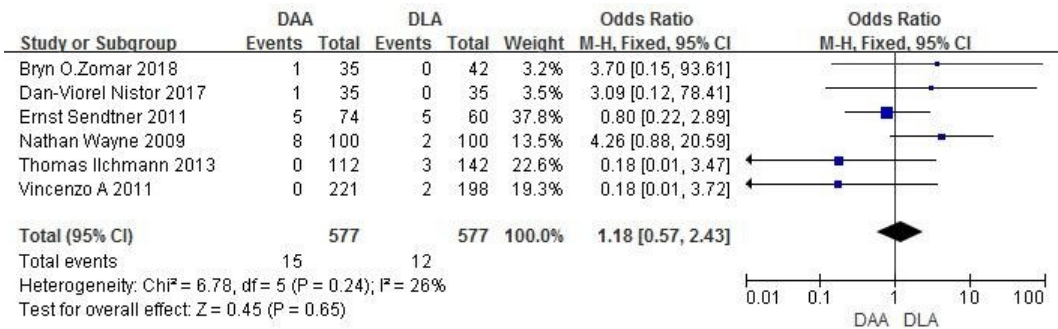 DAA DLA Odds Ratio Odds Ratio
Study or Subgroup Events Total Events Total Weight M-H, Fixed, 95% CI M-H, Fixed, 95% CI
Bryn O.Zomar 2018 1 35 0 42 3.2% 3.70 [0.15, 93.61]
Dan-Viorel Nistor 2017 1 35 0 35 3.5% 3.09 [0.12, 78.41]
Ernst Sendtner 2011 5 74 5 60 37.8% 0.80 [0.22, 2.89]
Nathan Wayne 2009 8 100 2 100 13.5% 4.26 [0.88, 20.59]
Thomas Ilchmann 2013 0 112 3 142 22.6% 0.18 [0.01, 3.47]
Vincenzo A 2011 0 221 2 198 19.3% 0.18 [0.01, 3.72]
Total (95% CI) 577 577 100.0% 1.18 [0.57, 2.43]
Total events 15 12
Heterogeneity: Chi² = 6.78, df = 5 (P = 0.24); I² = 26%
Test for overall effect: Z = 0.45 (P = 0.65)
0.01 0.1 1 10 100
DAA DLA